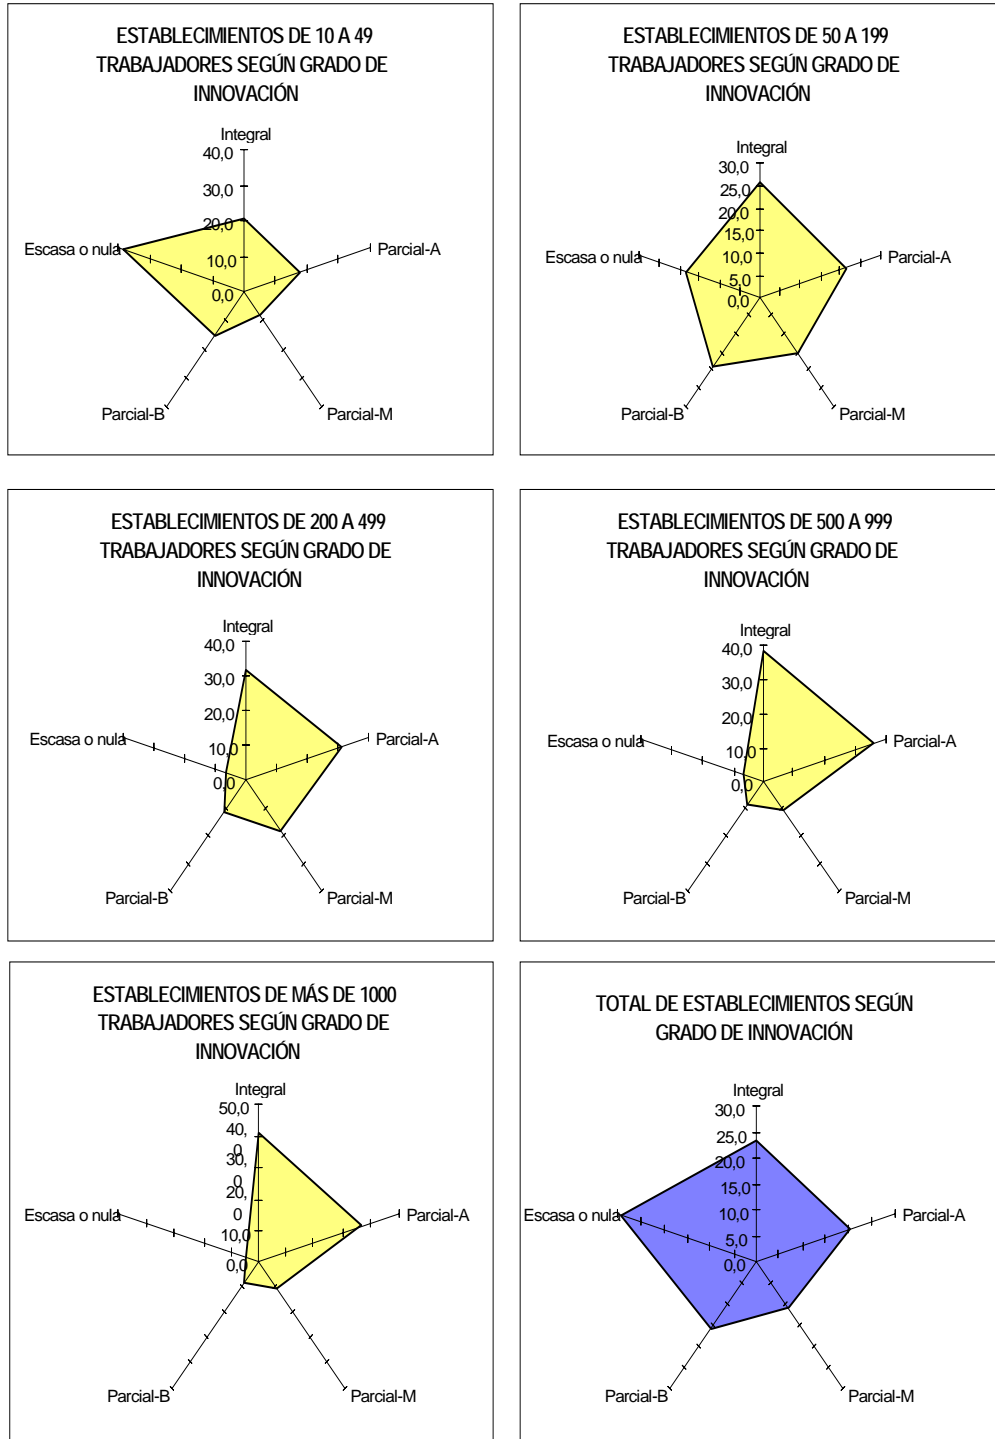 ESTABLECIMIENTOS DE 10 A 49
TRABAJADORES SEGÚN GRADO DE
INNOVACIÓN
Integral
40,0
30,0
20,0
10,0
0,0
Escasa o nula
Parcial-A
Parcial-B
Parcial-M
ESTABLECIMIENTOS DE 50 A 199
TRABAJADORES SEGÚN GRADO DE
INNOVACIÓN
Integral
30,0
25,0
20,0
15,0
10,0
5,0
0,0
Escasa o nula
Parcial-A
Parcial-B
Parcial-M
ESTABLECIMIENTOS DE 200 A 499
TRABAJADORES SEGÚN GRADO DE
INNOVACIÓN
Integral
40,0
30,0
20,0
10,0
0,0
Escasa o nula
Parcial-A
Parcial-B
Parcial-M
ESTABLECIMIENTOS DE 500 A 999
TRABAJADORES SEGÚN GRADO DE
INNOVACIÓN
Integral
40,0
30,0
20,0
10,0
0,0
Escasa o nula
Parcial-A
Parcial-B
Parcial-M
ESTABLECIMIENTOS DE MÁS DE 1000
TRABAJADORES SEGÚN GRADO DE
INNOVACIÓN
Integral
50,0
40,
0
30,
0
20,
0
10,0
0,0
Escasa o nula
Parcial-A
Parcial-B
Parcial-M
TOTAL DE ESTABLECIMIENTOS SEGÚN
GRADO DE INNOVACIÓN
Integral
30,0
25,0
20,0
15,0
10,0
5,0
0,0
Escasa o nula
Parcial-A
Parcial-B
Parcial-M